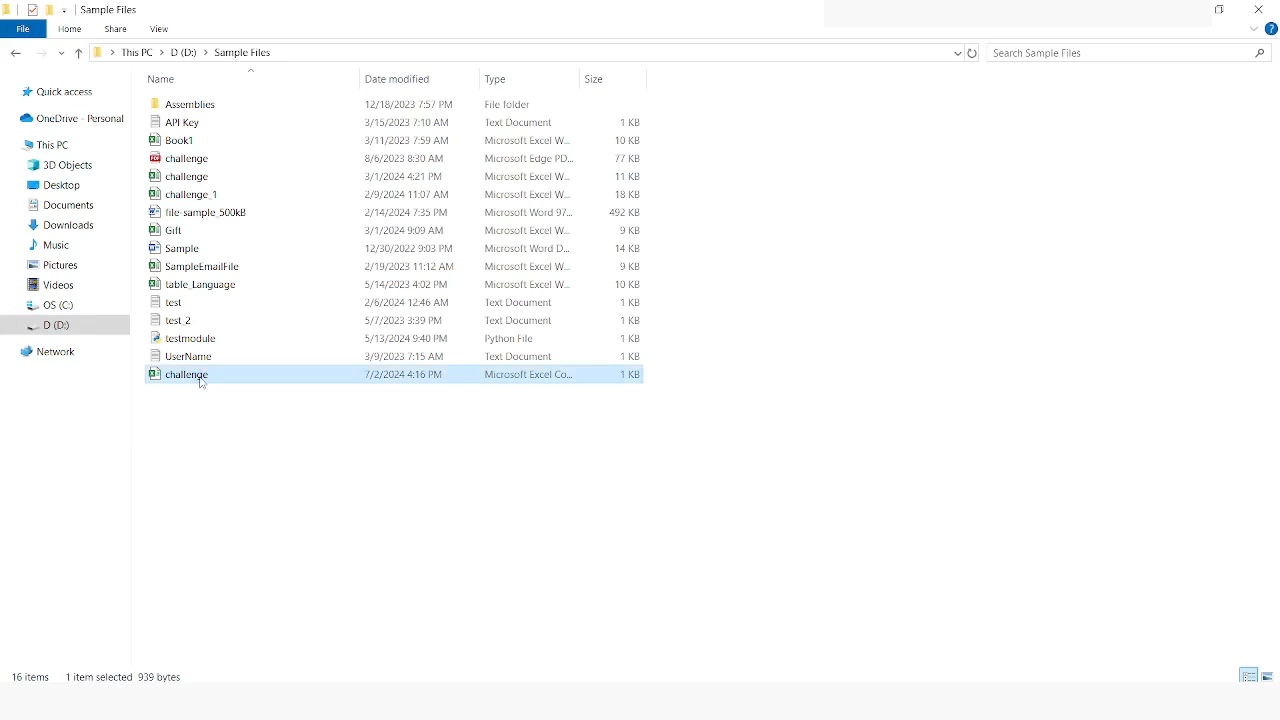 Sample Files
File Home Share View
This PC D (D:) Sample Files Search Sample Files
Name Date modified Type Size
Quick access
OneDrive - Personal
This PC
3D Objects
Desktop
Documents
Downloads
Music
Pictures
Videos
OS (C:)
D (D:)
Network
Assemblies 12/18/2023 7:57 PM File folder
API Key 3/15/2023 7:10 AM Text Document 1 KB
Book1 3/11/2023 7:59 AM Microsoft Excel W... 10 KB
challenge 8/6/2023 8:30 AM Microsoft Edge PD... 77 KB
challenge 3/1/2024 4:21 PM Microsoft Excel W... 11 KB
challenge_1 2/9/2024 11:07 AM Microsoft Excel W... 18 KB
file-sample_500kB 2/14/2024 7:35 PM Microsoft Word 97... 492 KB
Gift 3/1/2024 9:09 AM Microsoft Excel W... 9 KB
Sample 12/30/2022 9:03 PM Microsoft Word D... 14 KB
SampleEmailFile 2/19/2023 11:12 AM Microsoft Excel W... 9 KB
table_Language 5/14/2023 4:02 PM Microsoft Excel W... 10 KB
test 2/6/2024 12:46 AM Text Document 1 KB
test_2 5/7/2023 3:39 PM Text Document 1 KB
testmodule 5/13/2024 9:40 PM Python File 1 KB
UserName 3/9/2023 7:15 AM Text Document 1 KB
challenge 7/2/2024 4:16 PM Microsoft Excel Co... 1 KB
16 items 1 item selected 939 bytes